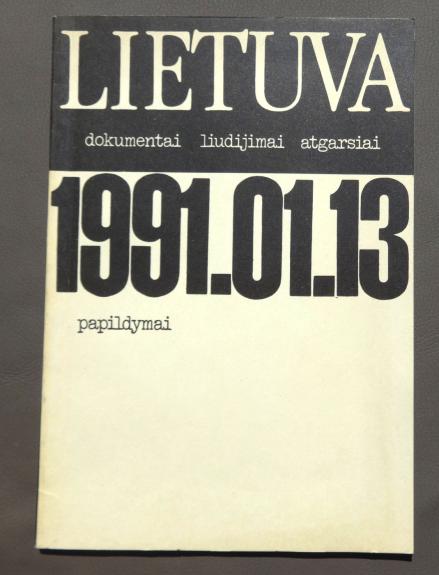 LIETUVA
dokumentai liudijimai atgarsiai
1991.01.13
papildymai